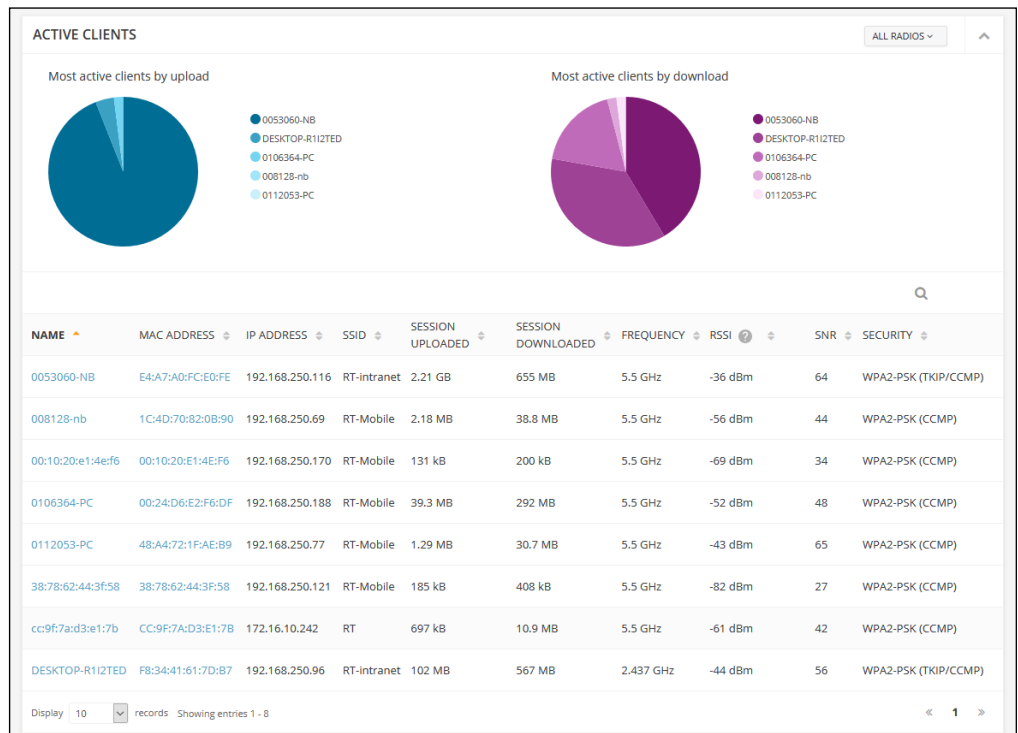 ACTIVE CLIENTS
ALL RADIOS
Most active clients by upload
0053060-NB
DESKTOP-R1I2TED
0106364-PC
008128-nb
0112053-PC
Most active clients by download
0053060-NB
DESKTOP-R1I2TED
0106364-PC
008128-nb
0112053-PC
NAME MAC ADDRESS IP ADDRESS SSID SESSION UPLOADED SESSION DOWNLOADED FREQUENCY RSSI ? SNR SECURITY
0053060-NB E4:A7:A0:FC:E0:FE 192.168.250.116 RT-intranet 2.21 GB 655 MB 5.5 GHz -36 dBm 64 WPA2-PSK (TKIP/CCMP)
008128-nb 1C:4D:70:82:0B:90 192.168.250.69 RT-Mobile 2.18 MB 38.8 MB 5.5 GHz -56 dBm 44 WPA2-PSK (CCMP)
00:10:20:e1:4e:f6 00:10:20:E1:4E:F6 192.168.250.170 RT-Mobile 131 kB 200 kB 5.5 GHz -69 dBm 34 WPA2-PSK (CCMP)
0106364-PC 00:24:D6:E2:F6:DF 192.168.250.188 RT-Mobile 39.3 MB 292 MB 5.5 GHz -52 dBm 48 WPA2-PSK (CCMP)
0112053-PC 48:A4:72:1F:AE:B9 192.168.250.77 RT-Mobile 1.29 MB 30.7 MB 5.5 GHz -43 dBm 65 WPA2-PSK (CCMP)
38:78:62:44:3f:58 38:78:62:44:3F:58 192.168.250.121 RT-Mobile 185 kB 408 kB 5.5 GHz -82 dBm 27 WPA2-PSK (CCMP)
cc:9f:7a:d3:e1:7b CC:9F:7A:D3:E1:7B 172.16.10.242 RT 697 kB 10.9 MB 5.5 GHz -61 dBm 42 WPA2-PSK (CCMP)
DESKTOP-R1I2TED F8:34:41:61:7D:B7 192.168.250.96 RT-intranet 102 MB 567 MB 2.437 GHz -44 dBm 56 WPA2-PSK (TKIP/CCMP)
Display 10 records Showing entries 1 - 8 « 1 »